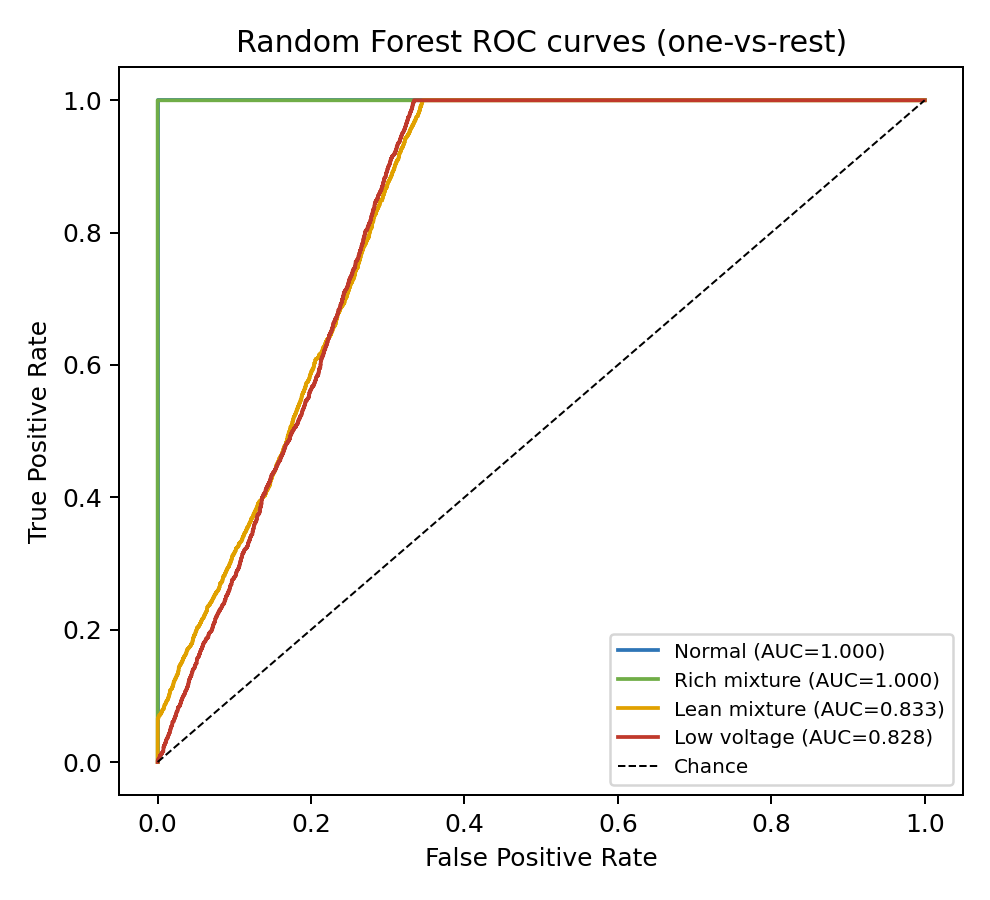 Random Forest ROC curves (one-vs-rest)
True Positive Rate
1.0
0.8
0.6
0.4
0.2
0.0
Normal (AUC=1.000)
Rich mixture (AUC=1.000)
Lean mixture (AUC=0.833)
Low voltage (AUC=0.828)
Chance
0.0 0.2 0.4 0.6 0.8 1.0
False Positive Rate